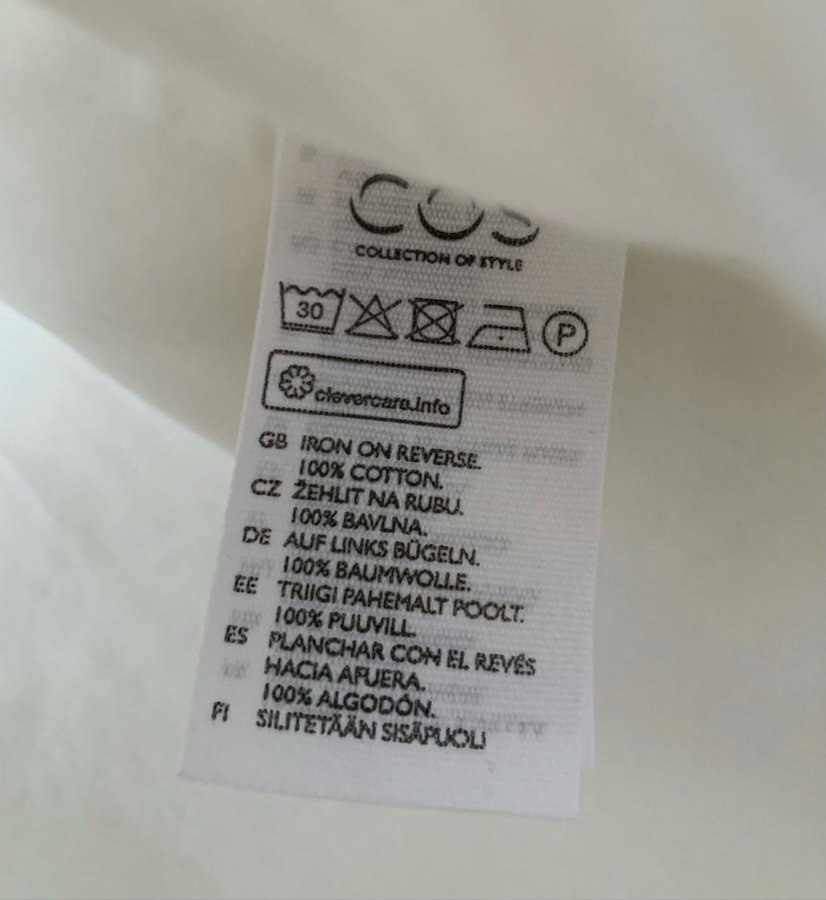 COS
COLLECTION OF STYLE
30
P
clevercare.info
GB IRON ON REVERSE.
100% COTTON.
CZ ŽEHLIT NA RUBU.
100% BAVLNA.
DE AUF LINKS BÜGELN.
100% BAUMWOLLE.
EE TRIIGI PAHEMALT POOLT.
100% PUUVILL.
ES PLANCHAR CON EL REVÉS
HACIA AFUERA.
100% ALGODÓN.
FI SILITETÄÄN SISÄPUOLI